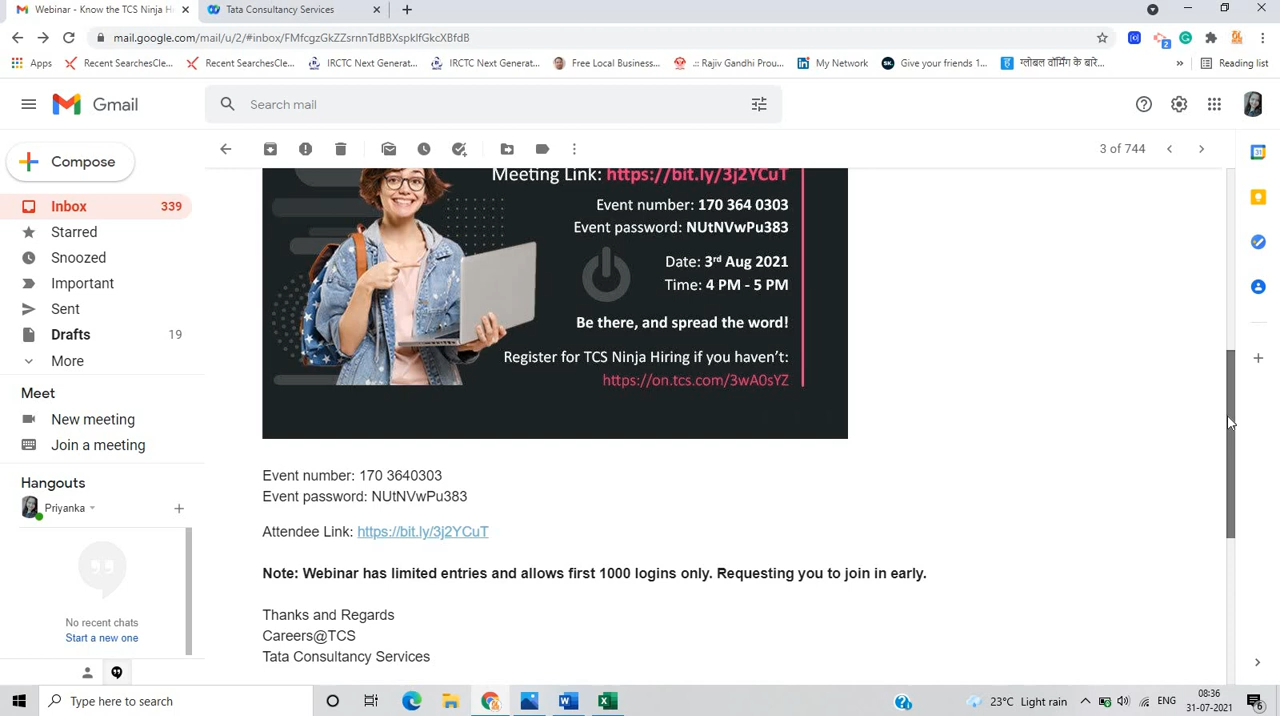 Webinar - Know the TCS Ninja H
Tata Consultancy Services
mail.google.com/mail/u/2/#inbox/FMfcgzGkZZsrnnTdBBXspklfGkcXBfdB
Apps
Recent SearchesCle...
Recent SearchesCle...
IRCTC Next Generat...
IRCTC Next Generat...
Free Local Business...
.:: Rajiv Gandhi Prou...
My Network
Give your friends 1...
ग्लोबल वॉर्मिंग के बारे...
»
Reading list
Gmail
Search mail
Compose
3 of 744
Inbox 339
Starred
Snoozed
Important
Sent
Drafts 19
More
Meet
New meeting
Join a meeting
Hangouts
Priyanka
No recent chats
Start a new one
Meeting Link: https://bit.ly/3j2YCuT
Event number: 170 364 0303
Event password: NUtNVwPu383
Date: 3rd Aug 2021
Time: 4 PM - 5 PM
Be there, and spread the word!
Register for TCS Ninja Hiring if you haven't:
https://on.tcs.com/3wA0sYZ
Event number: 170 3640303
Event password: NUtNVwPu383
Attendee Link: https://bit.ly/3j2YCuT
Note: Webinar has limited entries and allows first 1000 logins only. Requesting you to join in early.
Thanks and Regards
Careers@TCS
Tata Consultancy Services
Type here to search
23°C Light rain
ENG
08:36
31-07-2021